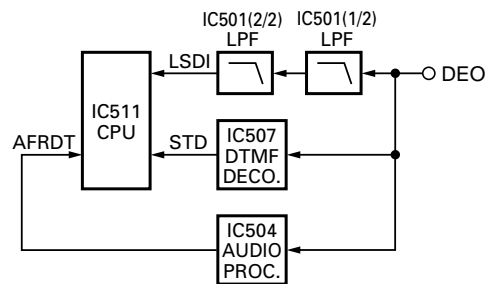 IC501(2/2)
LPF
IC501(1/2)
LPF
LSDI
DEO
IC511
CPU
AFRDT
STD
IC507
DTMF
DECO.
IC504
AUDIO
PROC.